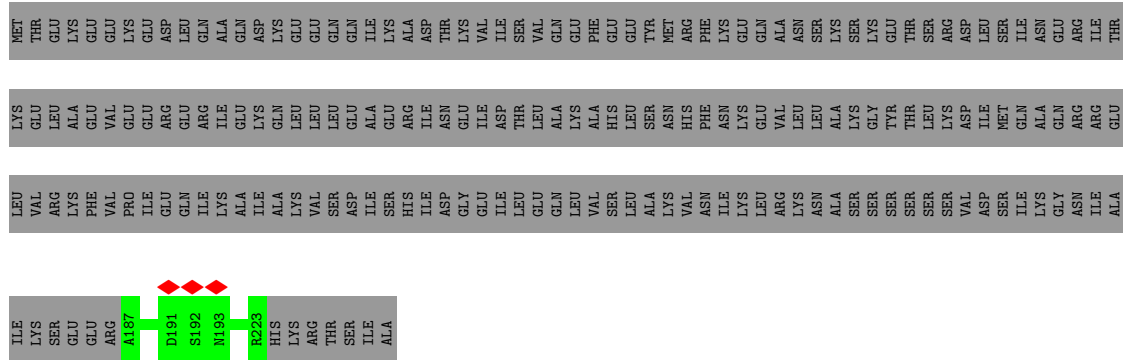 MET THR GLU LYS GLU GLU LYS GLU ASP LEU GLN ALA GLN ASP LYS GLU GLU GLN GLN ILE LYS ALA ASP THR LYS VAL ILE SER VAL GLN GLU PHE GLU GLU TYR MET ARG PHE LYS GLU GLN ALA ASN SER LYS SER LYS GLU THR SER ARG ASP LEU SER ILE ASN GLU ARG ILE THR
LYS GLU LEU ALA GLU VAL GLU GLU ARG GLU ARG ILE GLU LYS GLN LEU LEU LEU GLU ALA GLU ARG ILE ASN GLU ILE ASP THR LEU ALA LYS ALA HIS LEU SER ASN HIS PHE ASN LYS GLU VAL LEU LEU ALA LYS GLY TYR THR LEU LYS ASP ILE MET GLN ALA GLN ARG ARG GLU
LEU VAL ARG LYS PHE VAL PRO ILE GLU GLN ILE LYS ALA ILE ALA LYS VAL SER ASP ILE SER HIS ILE ASP GLY GLU ILE LEU GLU GLN LEU VAL SER LEU ALA LYS VAL ASN ILE LYS LEU ARG LYS ASN ALA SER SER SER SER SER SER VAL ASP SER ILE LYS GLY ASN ILE ALA
ILE LYS SER GLU GLU ARG A187 D191 S192 N193 R223 HIS LYS ARG THR SER ILE ALA